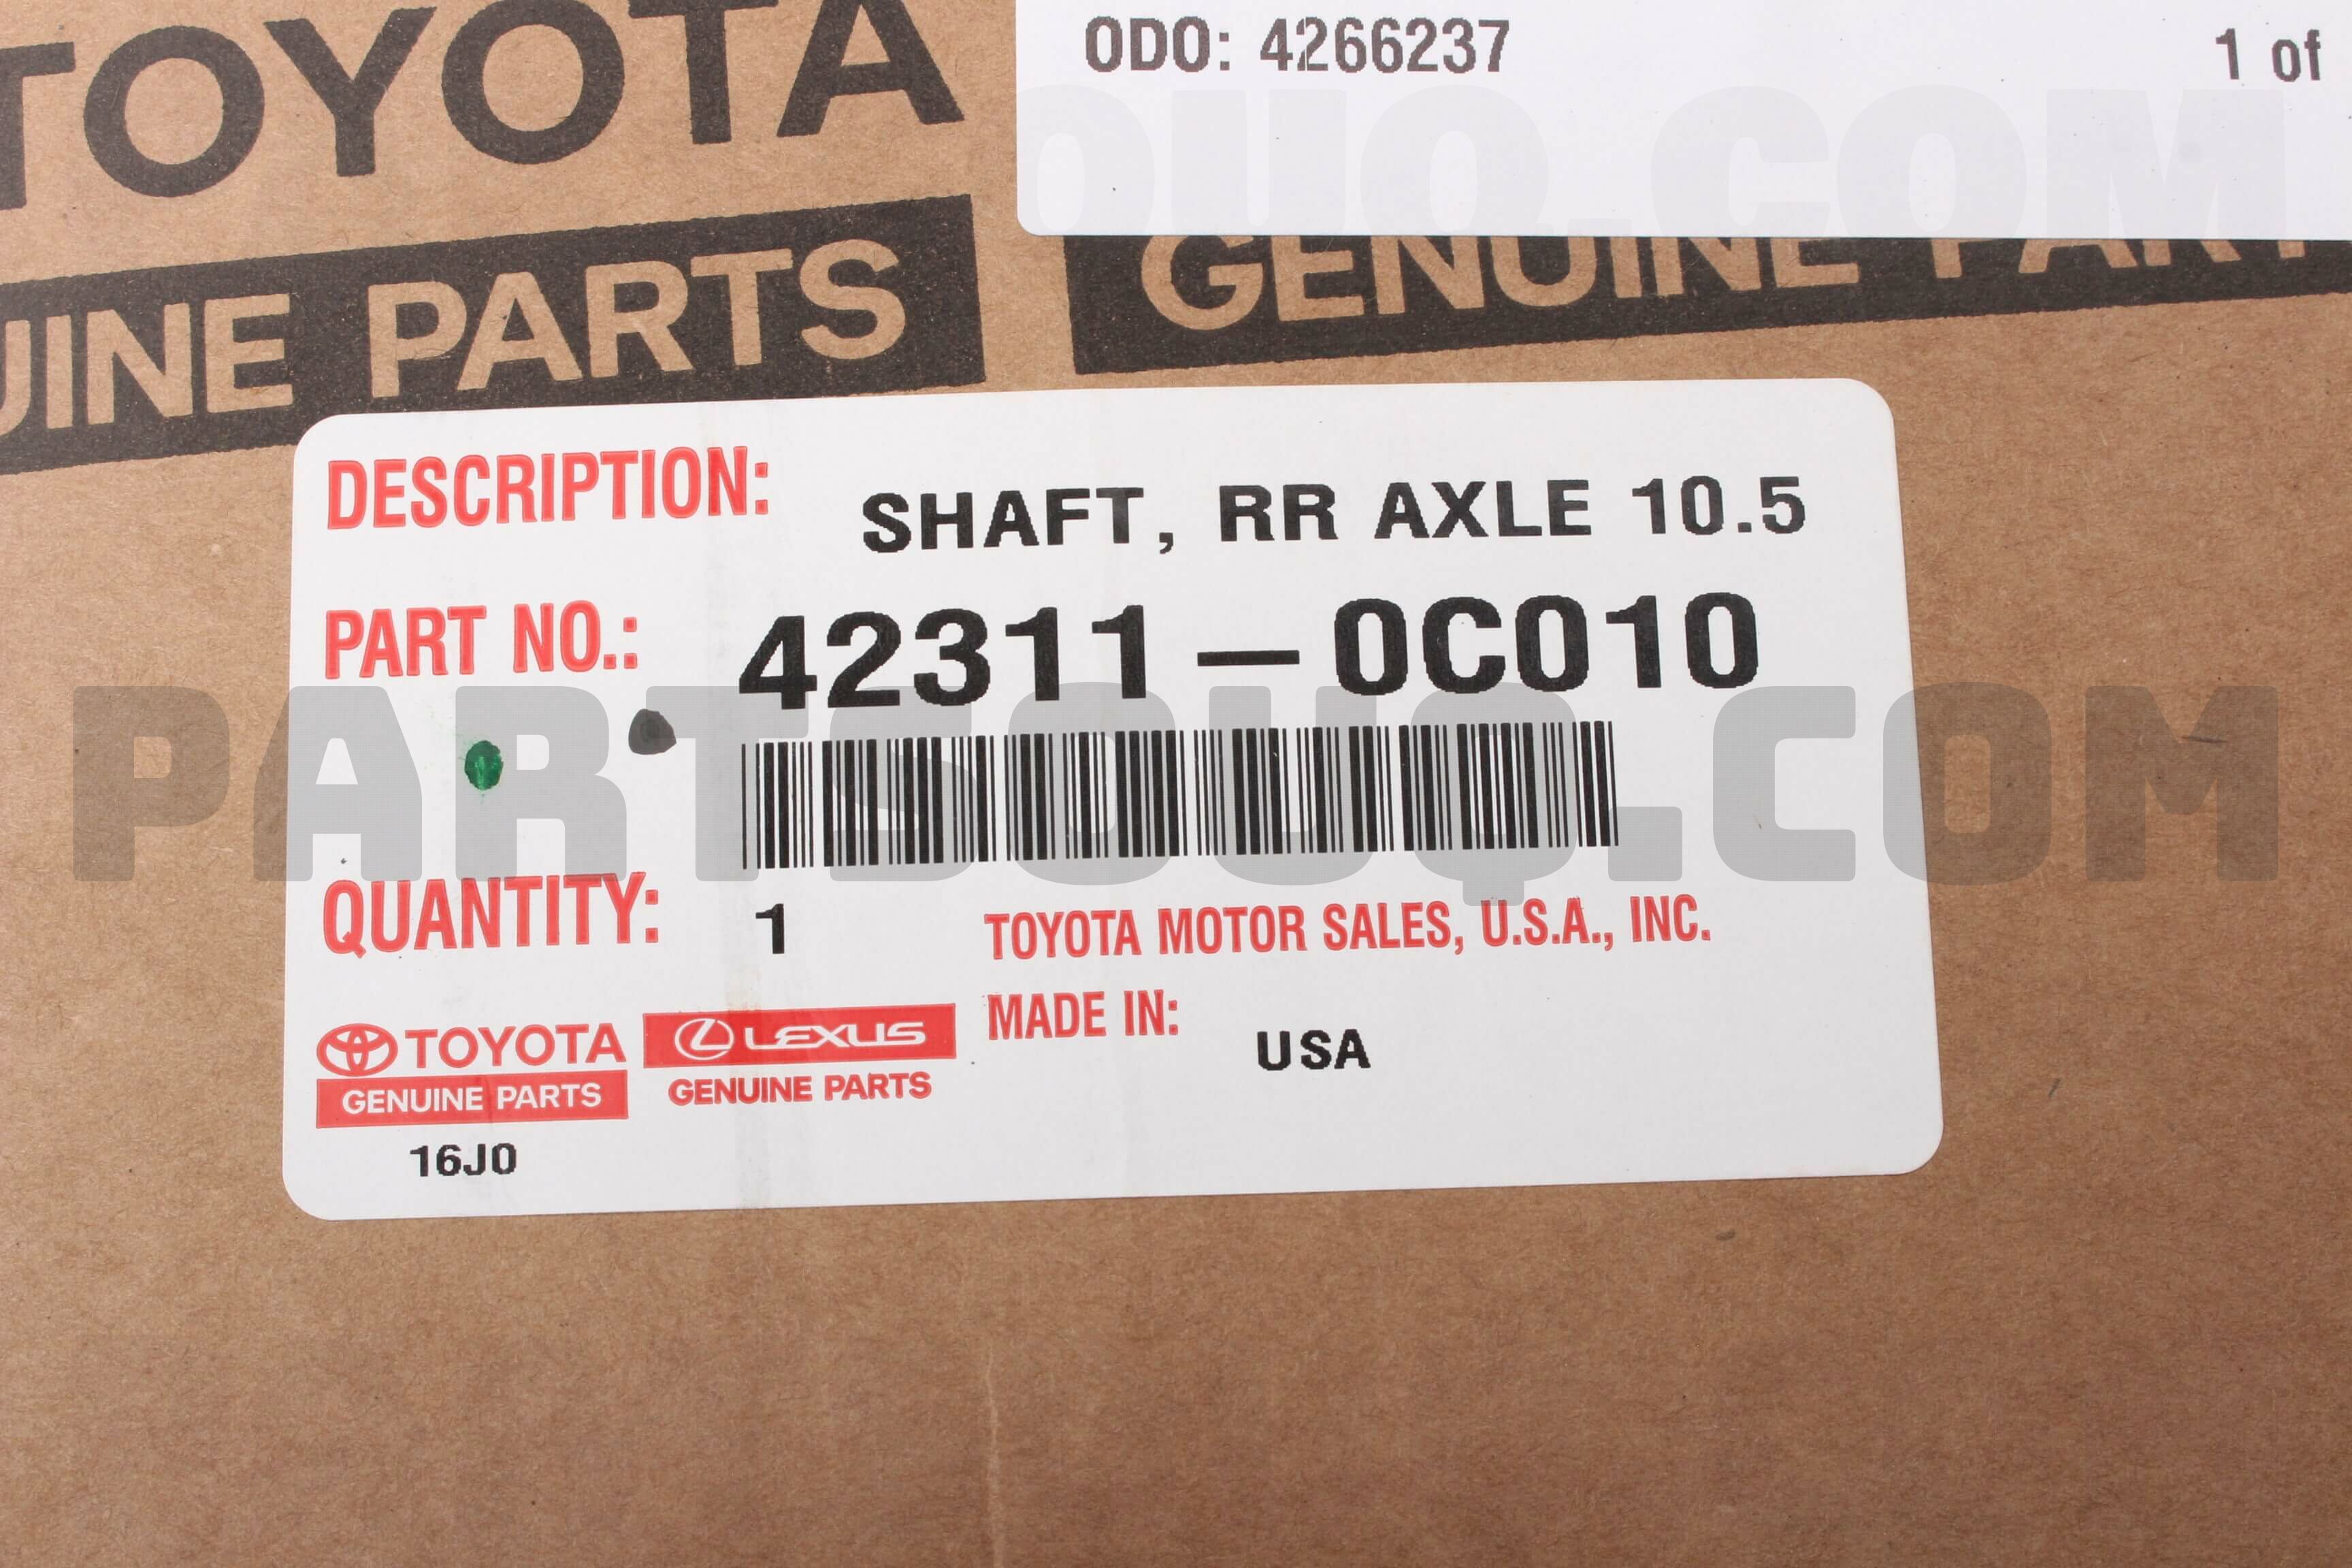 TOYOTA
ODO: 4266237
1 of
UINE PARTS
GENUINE PART
DESCRIPTION: SHAFT, RR AXLE 10.5
PART NO.: 42311-0C010
PARTSOUQ.COM
QUANTITY: 1
TOYOTA MOTOR SALES, U.S.A., INC.
MADE IN: USA
TOYOTA
GENUINE PARTS
LEXUS
GENUINE PARTS
16J0